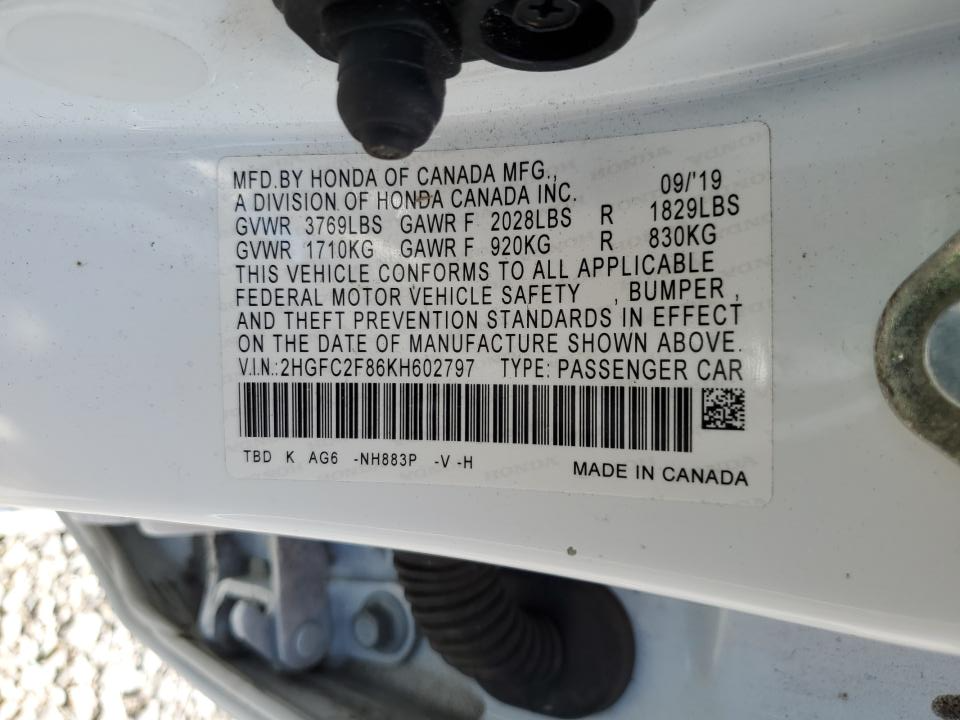 MFD.BY HONDA OF CANADA MFG.,
A DIVISION OF HONDA CANADA INC. 09/'19
GVWR 3769LBS GAWR F 2028LBS R 1829LBS
GVWR 1710KG GAWR F 920KG R 830KG
THIS VEHICLE CONFORMS TO ALL APPLICABLE
FEDERAL MOTOR VEHICLE SAFETY , BUMPER ,
AND THEFT PREVENTION STANDARDS IN EFFECT
ON THE DATE OF MANUFACTURE SHOWN ABOVE.
V.I.N.: 2HGFC2F86KH602797 TYPE: PASSENGER CAR
TBD K AG6 -NH883P -V -H
MADE IN CANADA